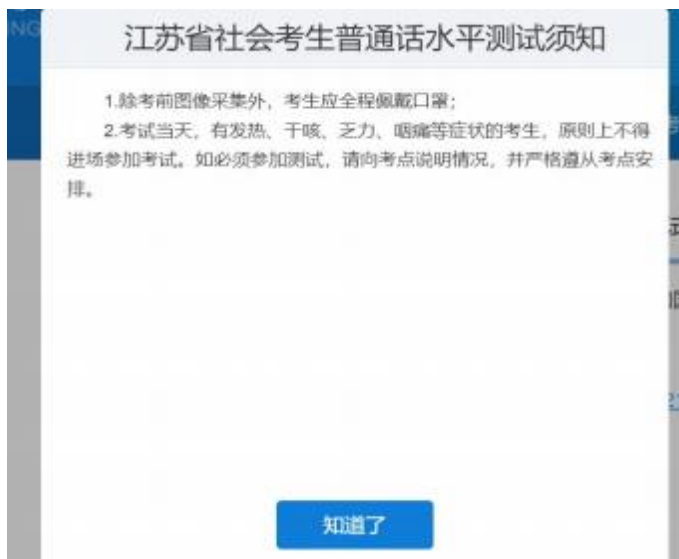 NG
江苏省社会考生普通话水平测试须知
1.除考前图像采集外，考生应全程佩戴口罩；
2.考试当天，有发热、干咳、乏力、咽痛等症状的考生，原则上不得
进场参加考试。如必须参加测试，请向考点说明情况，并严格遵从考点安
排。
知道了